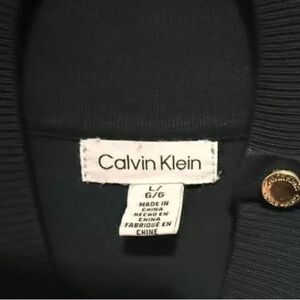 Calvin Klein
L/
G/G
MADE IN
CHINA
HECHO EN
CHINA
FABRIQUÉ EN
CHINE